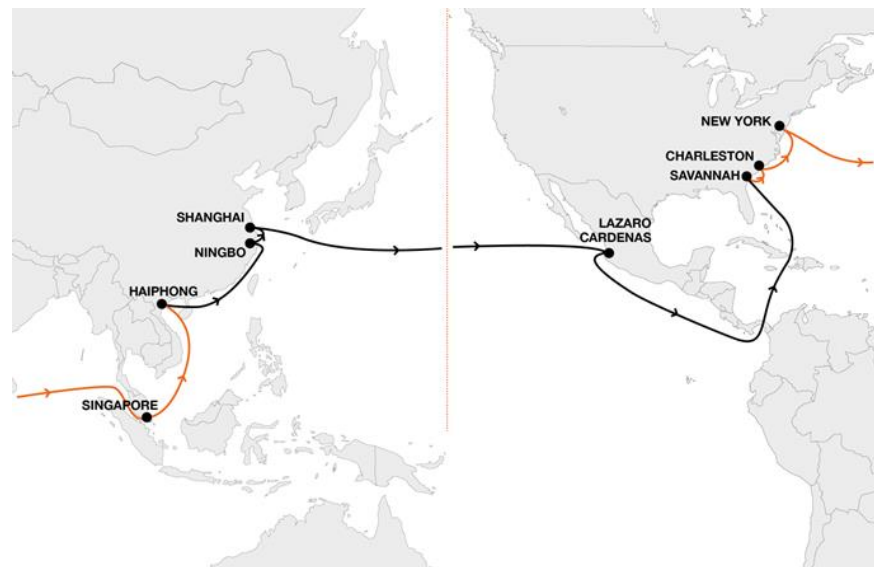 NEW YORK
CHARLESTON
SAVANNAH
SHANGHAI
LAZARO
CARDENAS
NINGBO
HAIPHONG
SINGAPORE